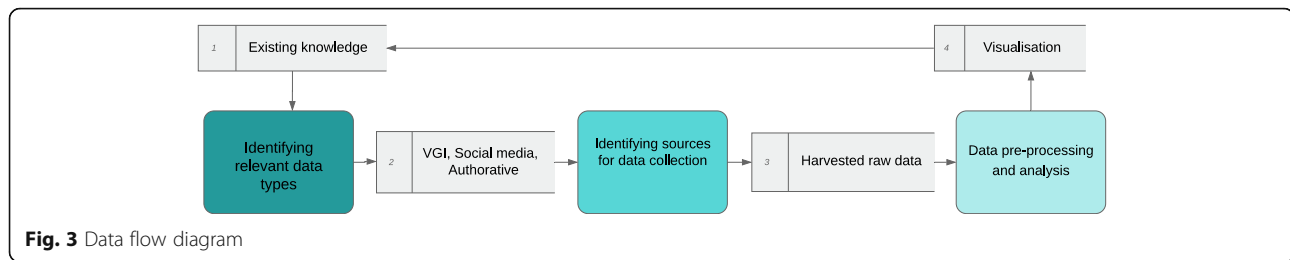 1 Existing knowledge
4 Visualisation
Identifying
relevant data
types
2 VGI, Social media,
Authorative
Identifying sources
for data collection
3 Harvested raw data
Data pre-processing
and analysis
Fig. 3 Data flow diagram